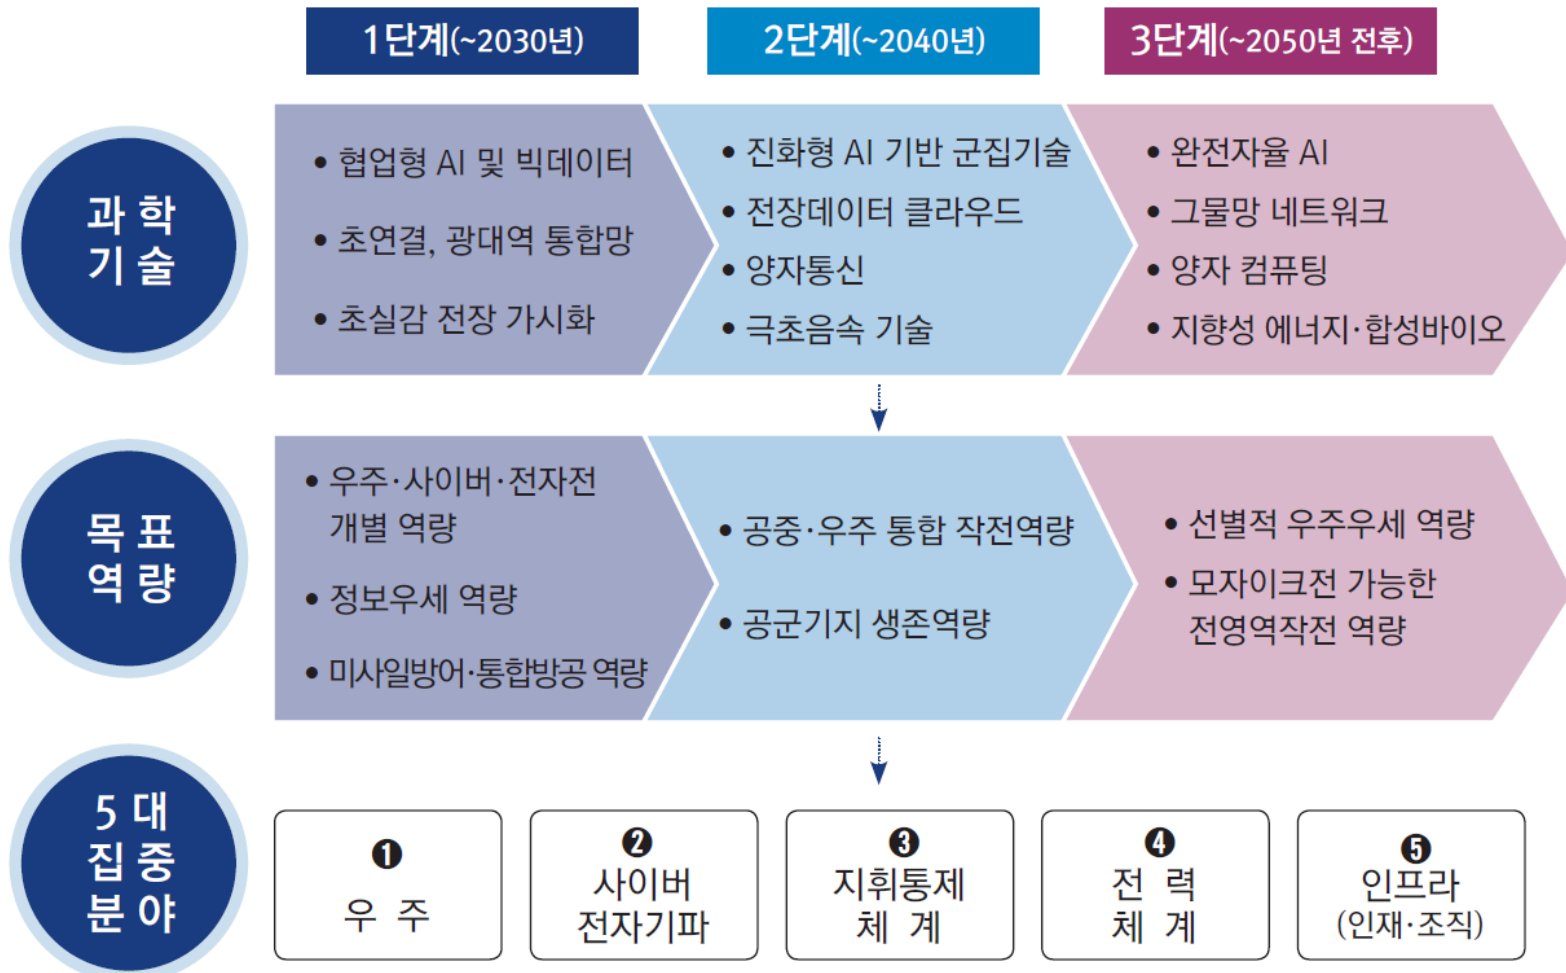 1단계(~2030년)
2단계(~2040년)
3단계(~2050년 전후)
과 학
기 술
• 협업형 AI 및 빅데이터
• 초연결, 광대역 통합망
• 초실감 전장 가시화
• 진화형 AI 기반 군집기술
• 전장데이터 클라우드
• 양자통신
• 극초음속 기술
• 완전자율 AI
• 그물망 네트워크
• 양자 컴퓨팅
• 지향성 에너지·합성바이오
목 표
역 량
• 우주·사이버·전자전
개별 역량
• 정보우세 역량
• 미사일방어·통합방공 역량
• 공중·우주 통합 작전역량
• 공군기지 생존역량
• 선별적 우주우세 역량
• 모자이크전 가능한
전영역작전 역량
5 대
집 중
분 야
❶
우 주
❷
사이버
전자기파
❸
지휘통제
체 계
❹
전 력
체 계
❺
인프라
(인재·조직)